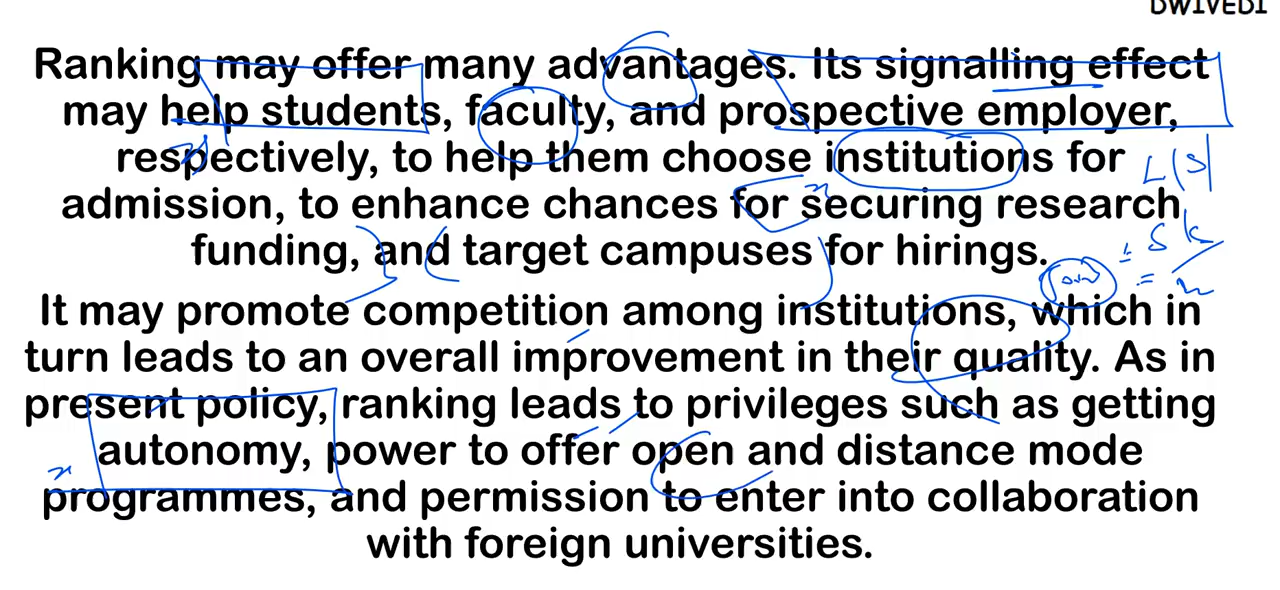 DWIVEDI
Ranking may offer many advantages. Its signalling effect
may help students, faculty, and prospective employer,
respectively, to help them choose institutions for
admission, to enhance chances for securing research
funding, and target campuses for hirings.
It may promote competition among institutions, which in
turn leads to an overall improvement in their quality. As in
present policy, ranking leads to privileges such as getting
autonomy, power to offer open and distance mode
programmes, and permission to enter into collaboration
with foreign universities.